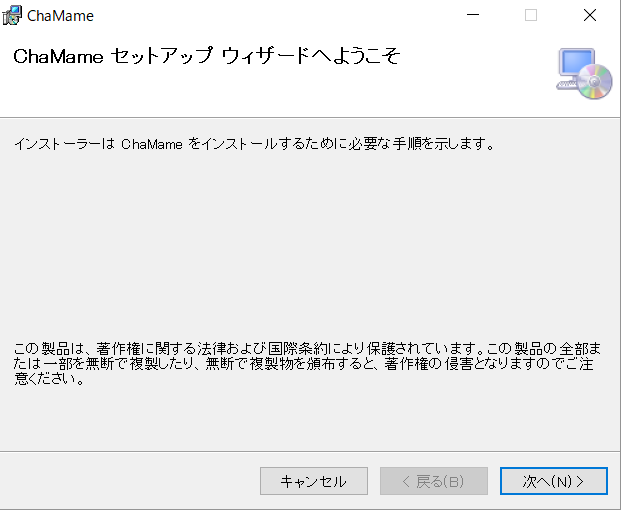 ChaMame
ChaMame セットアップ ウィザードへようこそ
インストーラーは ChaMame をインストールするために必要な手順を示します。
この製品は、著作権に関する法律および国際条約により保護されています。この製品の全部ま
たは一部を無断で複製したり、無断で複製物を頒布すると、著作権の侵害となりますのでご注
意ください。
キャンセル
< 戻る(B)
次へ(N) >